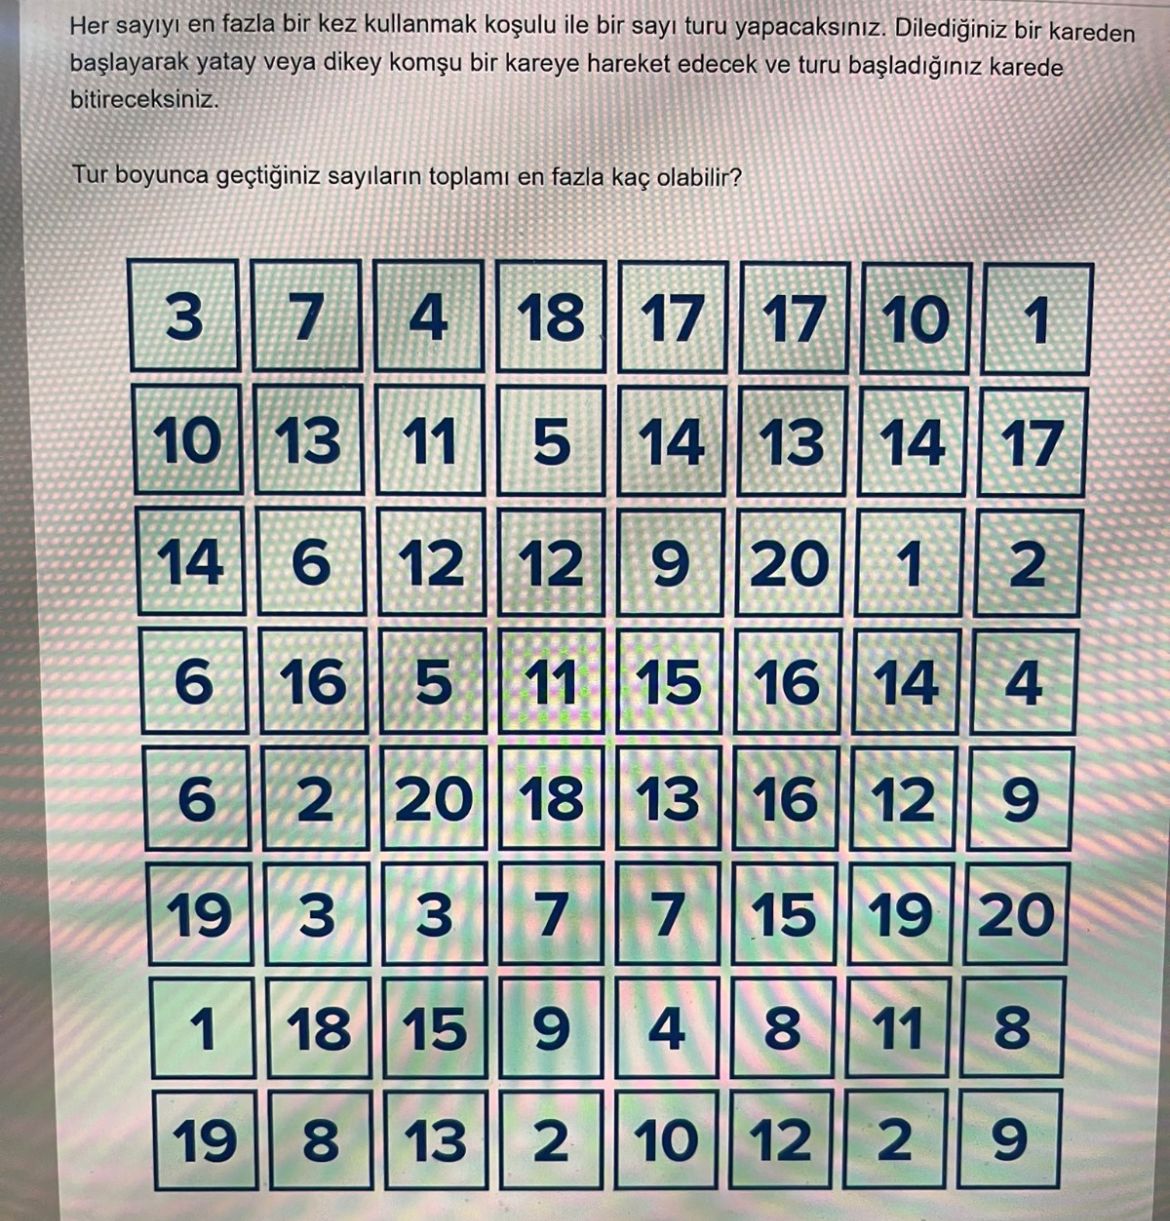 Her sayıyı en fazla bir kez kullanmak koşulu ile bir sayı turu yapacaksınız. Dilediğiniz bir kareden
başlayarak yatay veya dikey komşu bir kareye hareket edecek ve turu başladığınız karede
bitireceksiniz.
Tur boyunca geçtiğiniz sayıların toplamı en fazla kaç olabilir?
3 7 4 18 17 17 10 1
10 13 11 5 14 13 14 17
14 6 12 12 9 20 1 2
6 16 5 11 15 16 14 4
6 2 20 18 13 16 12 9
19 3 3 7 7 15 19 20
1 18 15 9 4 8 11 8
19 8 13 2 10 12 2 9